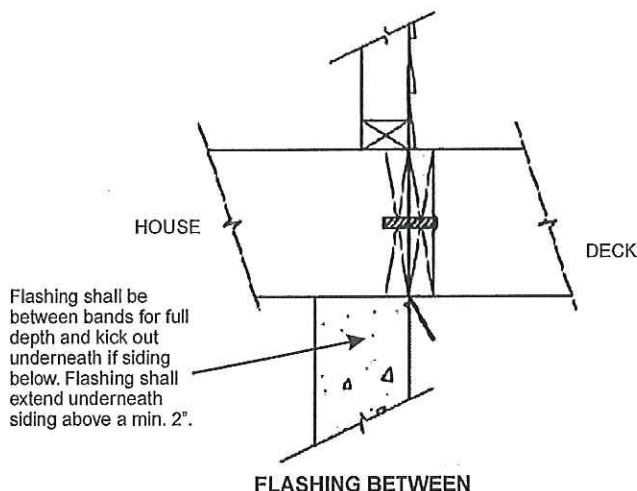 HOUSE
DECK
Flashing shall be
between bands for full
depth and kick out
underneath if siding
below. Flashing shall
extend underneath
siding above a min. 2".
FLASHING BETWEEN